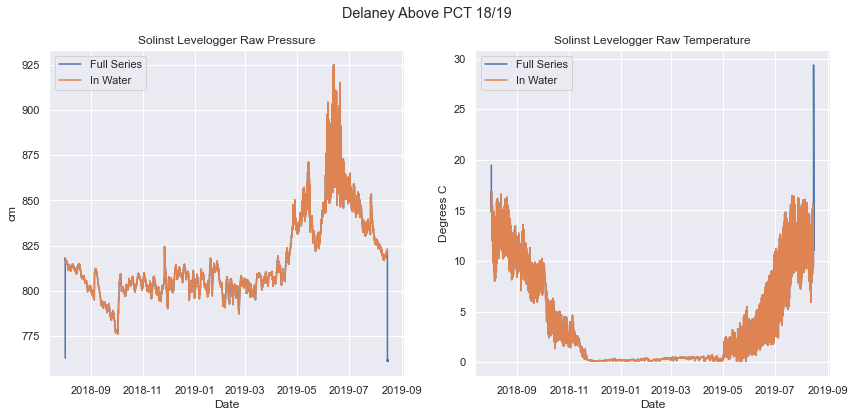 Delaney Above PCT 18/19
Solinst Levelogger Raw Pressure
Full Series
In Water
925
900
875
850
825
800
775
cm
2018-09 2018-11 2019-01 2019-03 2019-05 2019-07 2019-09
Date
Solinst Levelogger Raw Temperature
Full Series
In Water
30
25
20
15
10
5
0
Degrees C
2018-09 2018-11 2019-01 2019-03 2019-05 2019-07 2019-09
Date